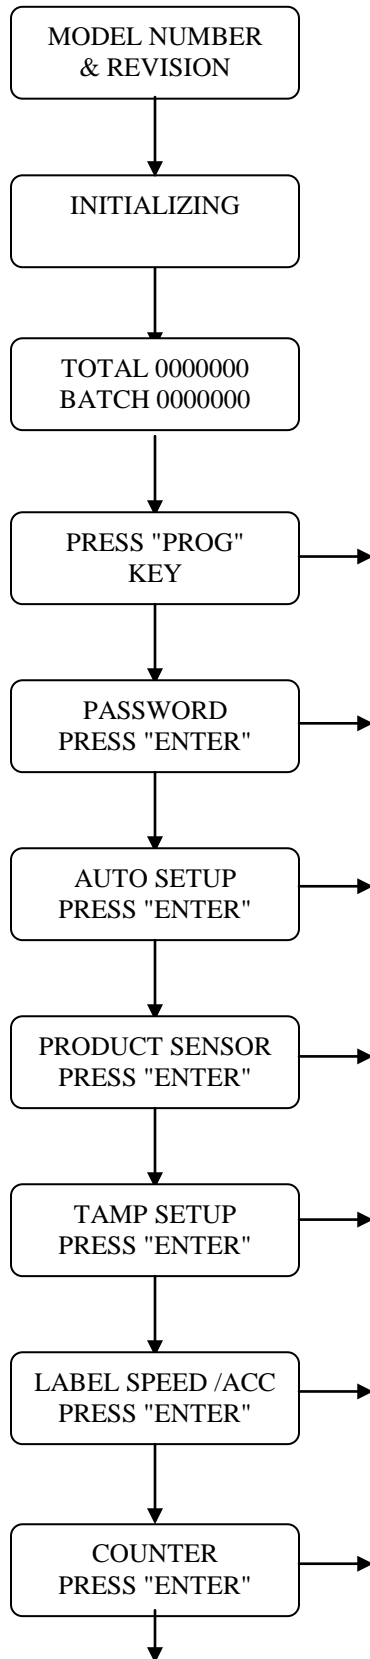 MODEL NUMBER
& REVISION
INITIALIZING
TOTAL 0000000
BATCH 0000000
PRESS "PROG"
KEY
PASSWORD
PRESS "ENTER"
AUTO SETUP
PRESS "ENTER"
PRODUCT SENSOR
PRESS "ENTER"
TAMP SETUP
PRESS "ENTER"
LABEL SPEED /ACC
PRESS "ENTER"
COUNTER
PRESS "ENTER"